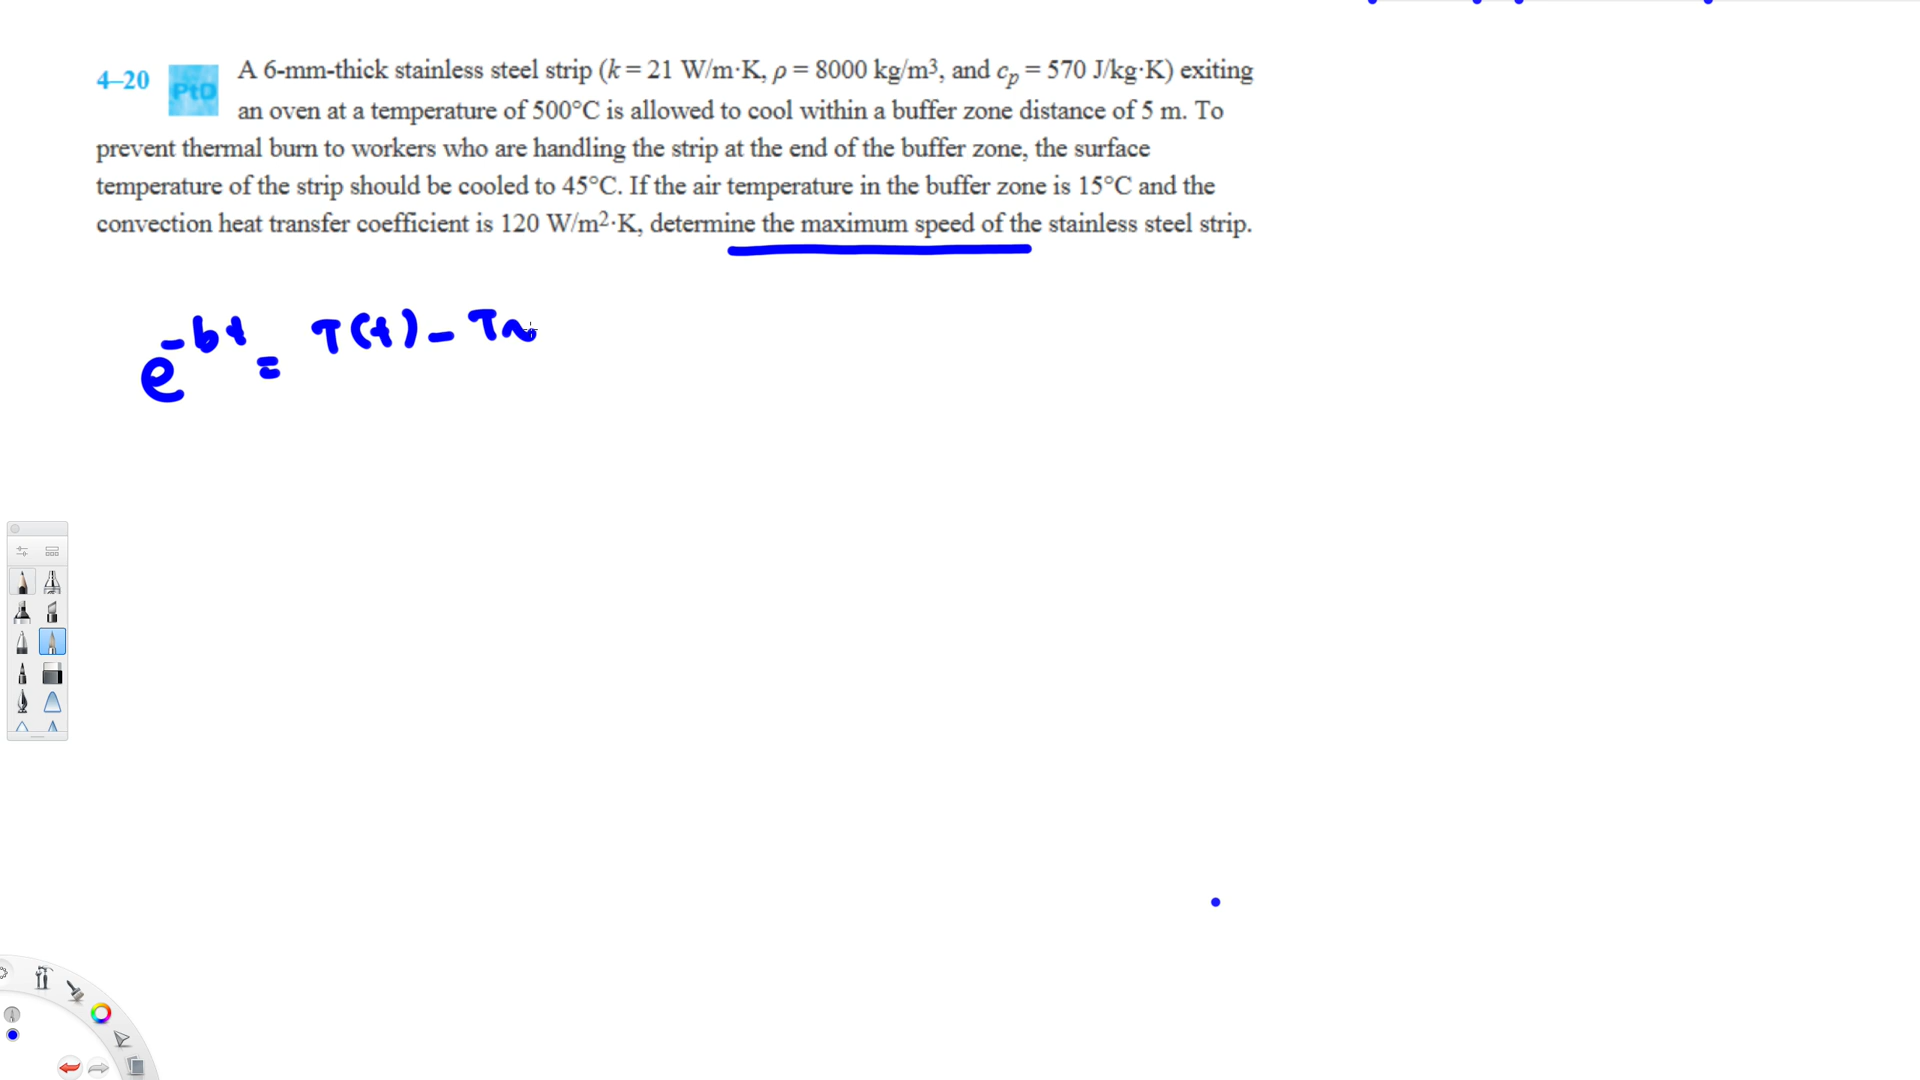 4–20 PtD A 6-mm-thick stainless steel strip (k = 21 W/m·K, ρ = 8000 kg/m³, and cₚ = 570 J/kg·K) exiting
an oven at a temperature of 500°C is allowed to cool within a buffer zone distance of 5 m. To
prevent thermal burn to workers who are handling the strip at the end of the buffer zone, the surface
temperature of the strip should be cooled to 45°C. If the air temperature in the buffer zone is 15°C and the
convection heat transfer coefficient is 120 W/m²·K, determine the maximum speed of the stainless steel strip.
e^-bt = T(t) - T